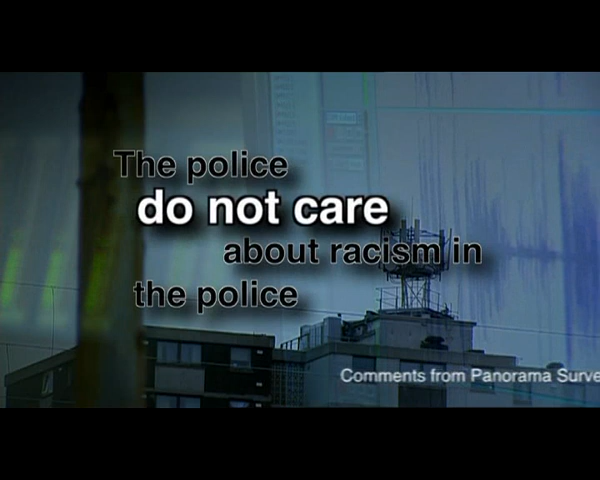 The police
do not care
about racism in
the police
Comments from Panorama Surve